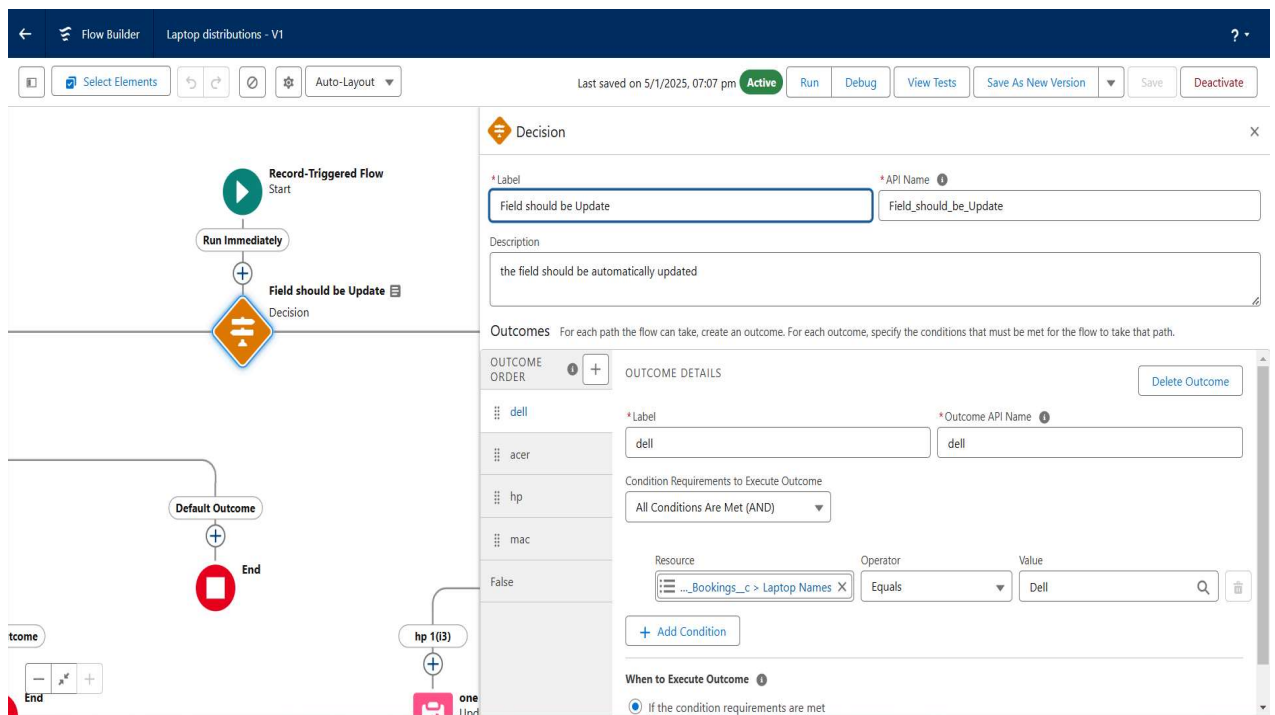 Flow Builder
Laptop distributions - V1
?
Select Elements
Auto-Layout
Last saved on 5/1/2025, 07:07 pm
Active
Run
Debug
View Tests
Save As New Version
Save
Deactivate
Record-Triggered Flow
Start
Run Immediately
Field should be Update
Decision
Default Outcome
End
tcome
End
hp 1(i3)
one
Upd
Decision
*Label
Field should be Update
*API Name
Field_should_be_Update
Description
the field should be automatically updated
Outcomes For each path the flow can take, create an outcome. For each outcome, specify the conditions that must be met for the flow to take that path.
OUTCOME ORDER
dell
acer
hp
mac
False
OUTCOME DETAILS
Delete Outcome
*Label
dell
*Outcome API Name
dell
Condition Requirements to Execute Outcome
All Conditions Are Met (AND)
Resource
..._Bookings__c > Laptop Names
Operator
Equals
Value
Dell
+ Add Condition
When to Execute Outcome
If the condition requirements are met